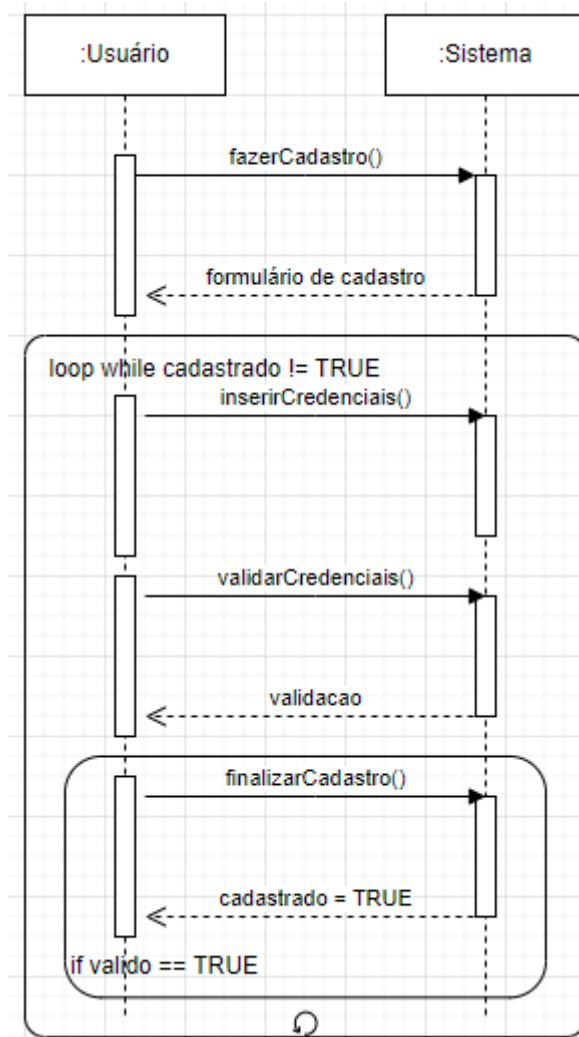 :Usuário
:Sistema
fazerCadastro()
formulário de cadastro
loop while cadastrado != TRUE
inserirCredenciais()
validarCredenciais()
validacao
finalizarCadastro()
cadastrado = TRUE
if valido == TRUE